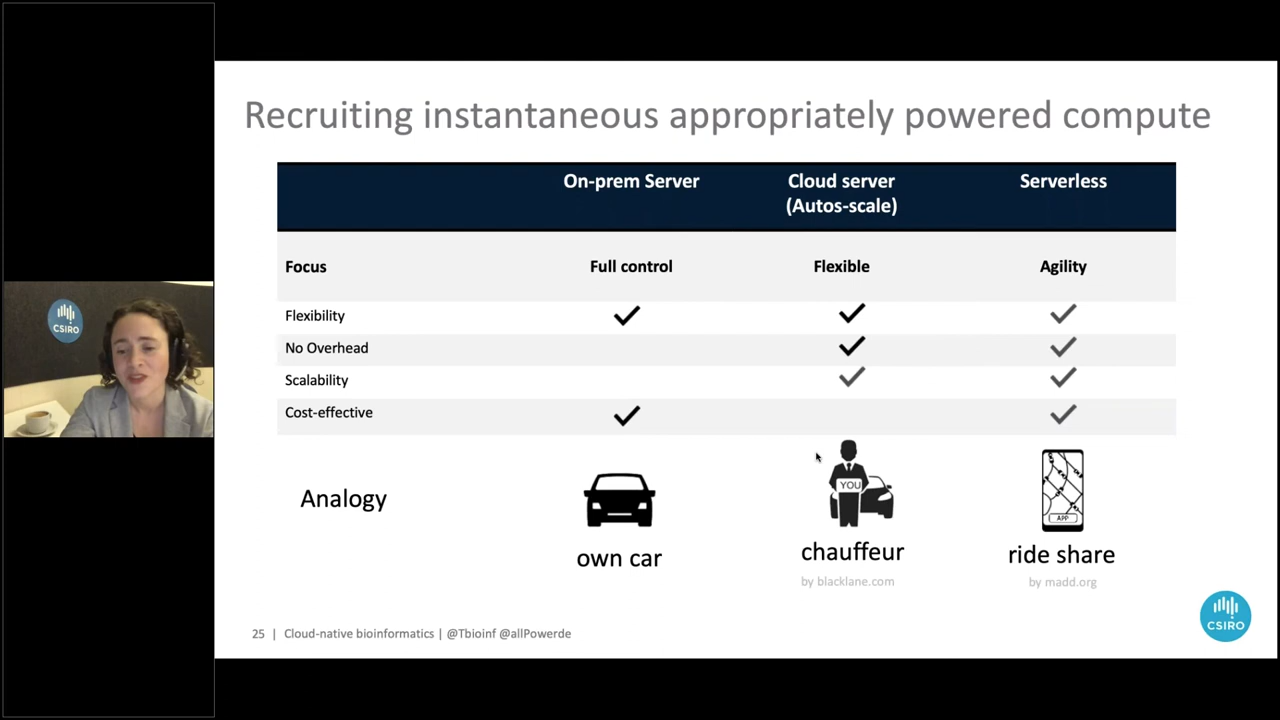 Recruiting instantaneous appropriately powered compute
On-prem Server Cloud server Serverless
(Autos-scale)
Focus Full control Flexible Agility
Flexibility
No Overhead
Scalability
Cost-effective
Analogy
YOU
APP
own car chauffeur ride share
by blacklane.com by madd.org
25 | Cloud-native bioinformatics | @Tbioinf @allPowerde
CSIRO
CSIRO